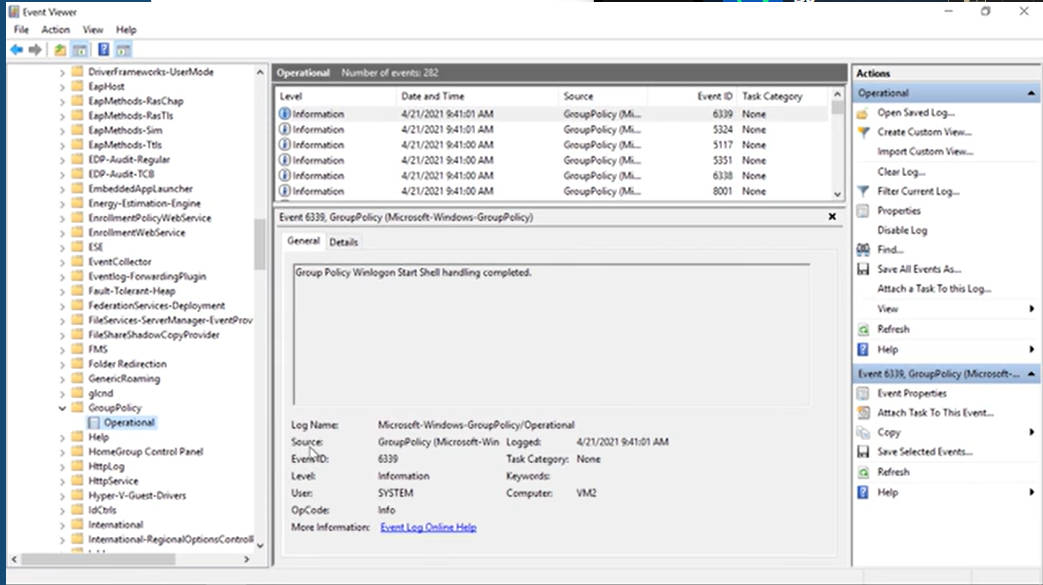 Event Viewer
File Action View Help
DriverFrameworks-UserMode
EapHost
EapMethods-RasChap
EapMethods-RasTls
EapMethods-Sim
EapMethods-Ttls
EDP-Audit-Regular
EDP-Audit-TCB
EmbeddedAppLauncher
Energy-Estimation-Engine
EnrollmentPolicyWebService
EnrollmentWebService
ESE
EventCollector
Eventlog-ForwardingPlugin
Fault-Tolerant-Heap
FederationServices-Deployment
FileServices-ServerManager-EventProv
FileShareShadowCopyProvider
FMS
Folder Redirection
GenericRoaming
glcnd
GroupPolicy
Operational
Help
HomeGroup Control Panel
HttpLog
HttpService
Hyper-V-Guest-Drivers
IdCtrls
International
International-RegionalOptionsControll
Operational Number of events: 282
Level Date and Time Source Event ID Task Category
Information 4/21/2021 9:41:01 AM GroupPolicy (Mi... 6339 None
Information 4/21/2021 9:41:01 AM GroupPolicy (Mi... 5324 None
Information 4/21/2021 9:41:00 AM GroupPolicy (Mi... 5117 None
Information 4/21/2021 9:41:00 AM GroupPolicy (Mi... 5351 None
Information 4/21/2021 9:41:00 AM GroupPolicy (Mi... 6338 None
Information 4/21/2021 9:41:00 AM GroupPolicy (Mi... 8001 None
Event 6339, GroupPolicy (Microsoft-Windows-GroupPolicy)
General Details
Group Policy Winlogon Start Shell handling completed.
Log Name: Microsoft-Windows-GroupPolicy/Operational
Source: GroupPolicy (Microsoft-Win Logged: 4/21/2021 9:41:01 AM
Event ID: 6339 Task Category: None
Level: Information Keywords:
User: SYSTEM Computer: VM2
OpCode: Info
More Information: Event Log Online Help
Actions
Operational
Open Saved Log...
Create Custom View...
Import Custom View...
Clear Log...
Filter Current Log...
Properties
Disable Log
Find...
Save All Events As...
Attach a Task To this Log...
View
Refresh
Help
Event 6339, GroupPolicy (Microsoft-...
Event Properties
Attach Task To This Event...
Copy
Save Selected Events...
Refresh
Help